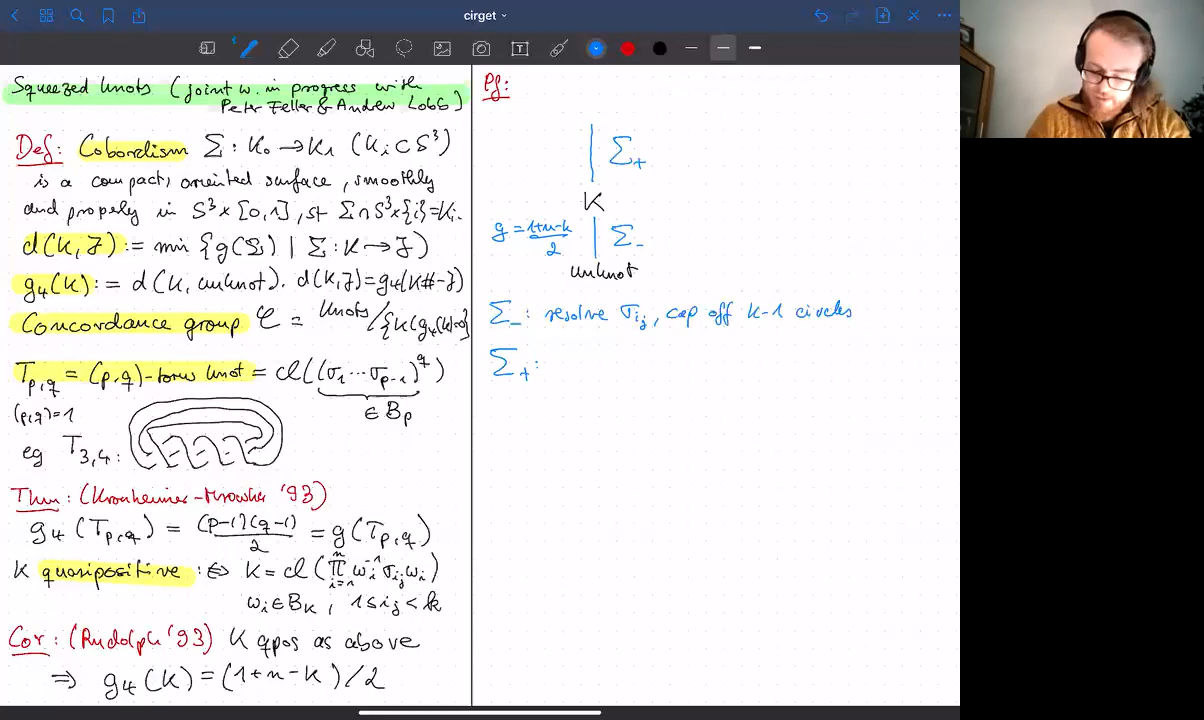 cirget
Squeezed knots (joint w. in progress with
Peter Feller & Andrew Lobb)
Def: Cobordism Σ: K₀ → K₁ (Kᵢ ⊂ S³)
is a compact, oriented surface, smoothly
and properly in S³ × [0,1], st Σ ∩ S³×{i} = Kᵢ.
d(K,J) := min {g(Σ) | Σ: K → J}
g₄(K) := d(K, unknot). d(K,J) = g₄(K#-J)
Concordance group 𝒞 = knots/{K | g₄(K)=0}
T_{p,q} = (p,q)-torus knot = cl((σ₁ ⋯ σ_{p-1})^q)
(p,q)=1
∈ B_p
eg T_{3,4}:
Thm: (Kronheimer-Mrowka '93)
g₄(T_{p,q}) = (p-1)(q-1)/2 = g(T_{p,q})
K quasipositive :⇔ K = cl(∏_{i=1}^n ωᵢ⁻¹ σ_{i_j} ωᵢ)
ωᵢ ∈ B_k, 1 ≤ i_j < k
Cor: (Rudolph '93) K qpos as above
⇒ g₄(K) = (1+n-k)/2
Pf:
Σ₊
K
g = (1+n-k)/2 Σ₋
unknot
Σ₋: resolve σ_{i_j}, cap off k-1 circles
Σ₊: